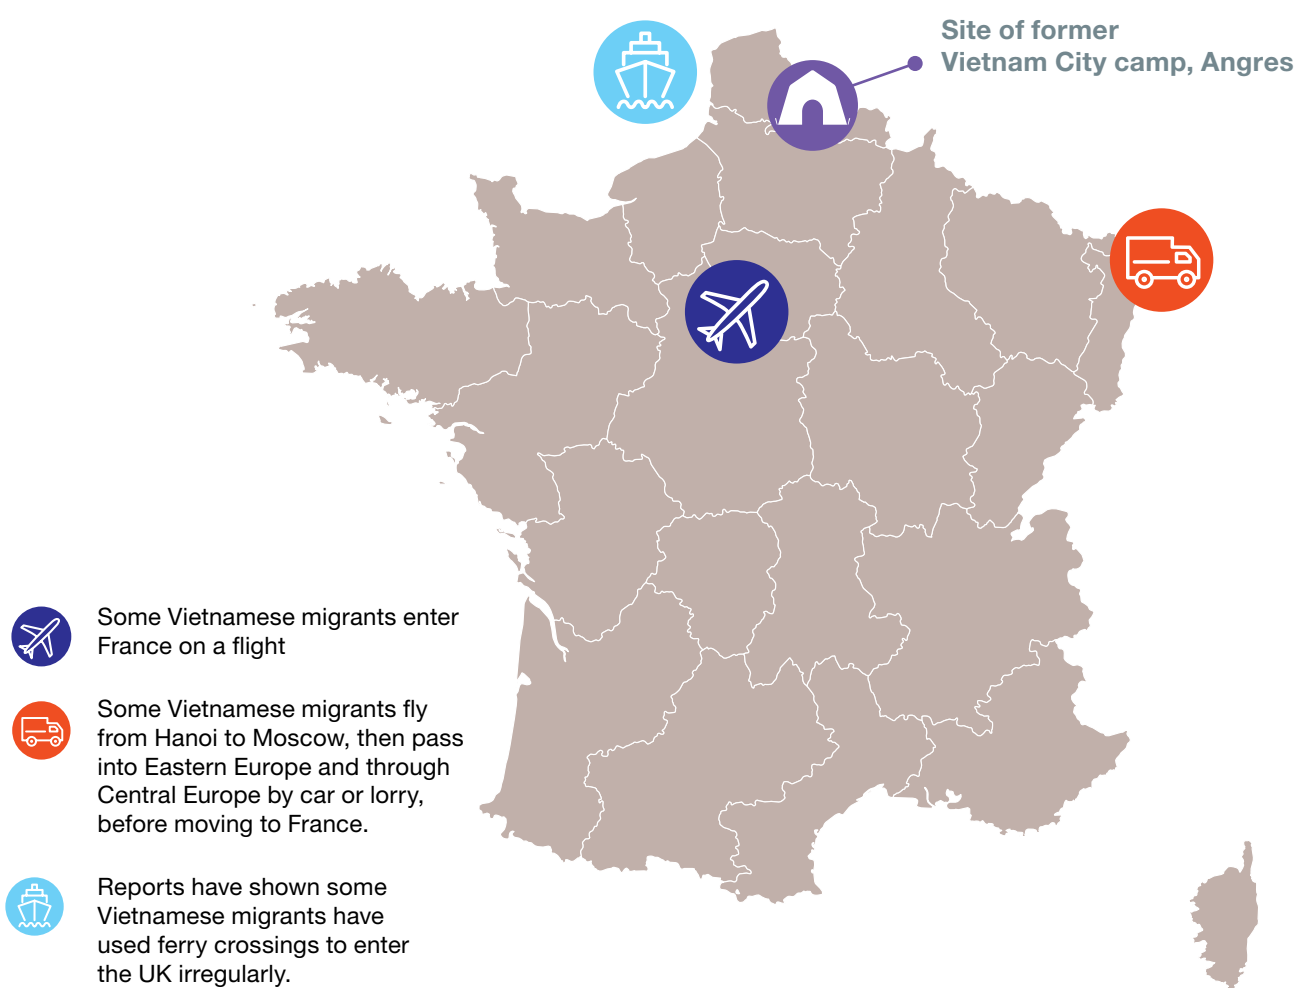 Site of former
Vietnam City camp, Angres
Some Vietnamese migrants enter
France on a flight
Some Vietnamese migrants fly
from Hanoi to Moscow, then pass
into Eastern Europe and through
Central Europe by car or lorry,
before moving to France.
Reports have shown some
Vietnamese migrants have
used ferry crossings to enter
the UK irregularly.